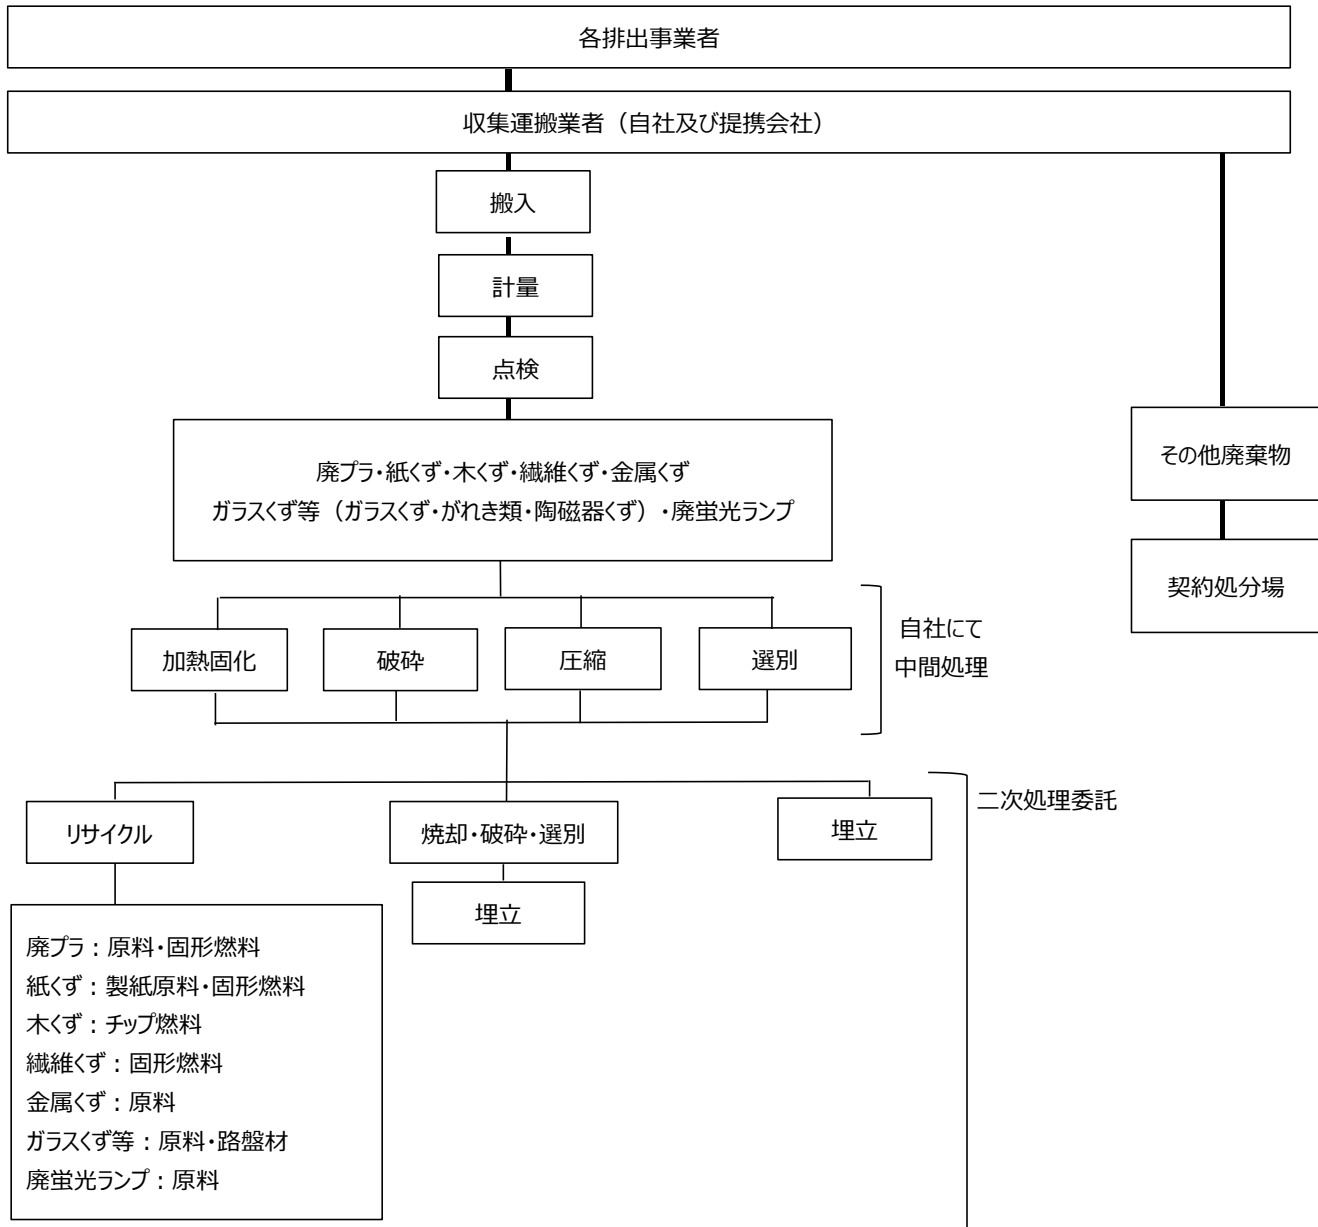 各排出事業者
収集運搬業者（自社及び提携会社）
搬入
計量
点検
廃プラ・紙くず・木くず・繊維くず・金属くず
ガラスくず等（ガラスくず・がれき類・陶磁器くず）・廃蛍光ランプ
その他廃棄物
契約処分場
加熱固化
破砕
圧縮
選別
自社にて
中間処理
リサイクル
焼却・破砕・選別
埋立
二次処理委託
埋立
廃プラ：原料・固形燃料
紙くず：製紙原料・固形燃料
木くず：チップ燃料
繊維くず：固形燃料
金属くず：原料
ガラスくず等：原料・路盤材
廃蛍光ランプ：原料